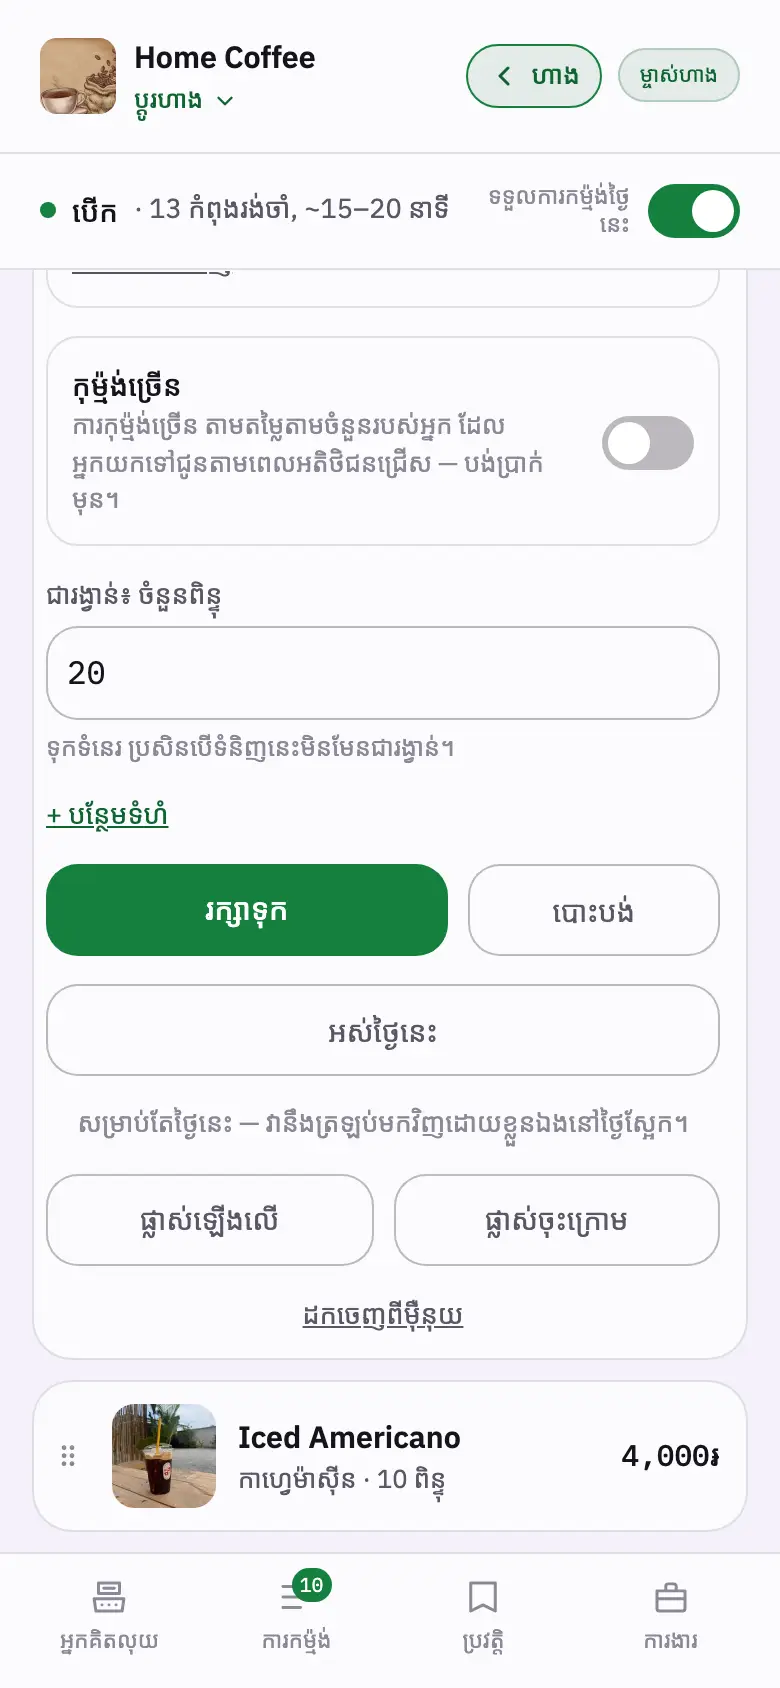 Home Coffee
ប្តូរហាង
ហាង
ម្ចាស់ហាង
បើក · 13 កំពុងរង់ចាំ, ~15–20 នាទី
ទទួលការកម្ម៉ង់ថ្ងៃ
នេះ
កុម្ម៉ង់ច្រើន
ការកុម្ម៉ង់ច្រើន តាមតម្លៃតាមចំនួនរបស់អ្នក ដែល
អ្នកយកទៅជូនតាមពេលអតិថិជនជ្រើស — បង់ប្រាក់
មុន។
ជារង្វាន់៖ ចំនួនពិន្ទុ
20
ទុកទំនេរ ប្រសិនបើទំនិញនេះមិនមែនជារង្វាន់។
+ បន្ថែមទំហំ
រក្សាទុក
បោះបង់
អស់ថ្ងៃនេះ
សម្រាប់តែថ្ងៃនេះ — វានឹងត្រឡប់មកវិញដោយខ្លួនឯងនៅថ្ងៃស្អែក។
ផ្លាស់ឡើងលើ
ផ្លាស់ចុះក្រោម
ដកចេញពីម៉ឺនុយ
Iced Americano
4,000៛
កាហ្វេម៉ាស៊ីន · 10 ពិន្ទុ
10
អ្នកគិតលុយ
ការកម្ម៉ង់
ប្រវត្តិ
ការងារ